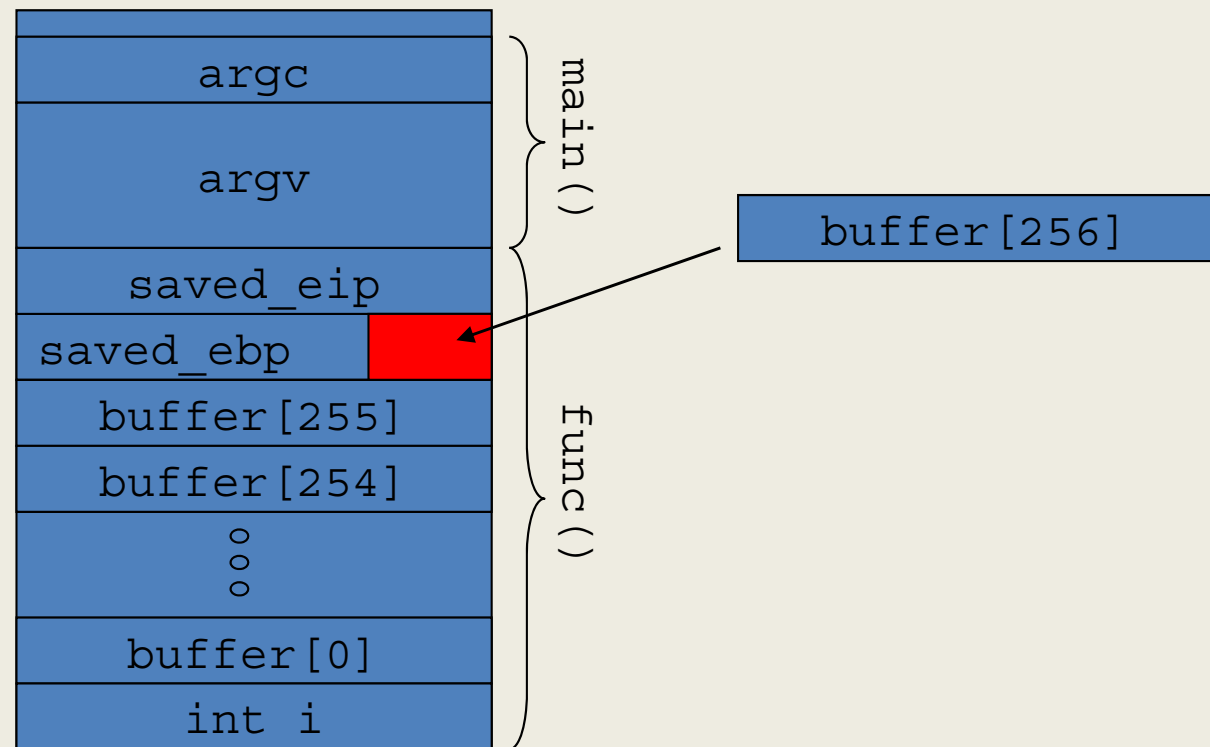 argc
argv
main()
buffer[256]
saved_eip
saved_ebp
buffer[255]
buffer[254]
func()
buffer[0]
int i